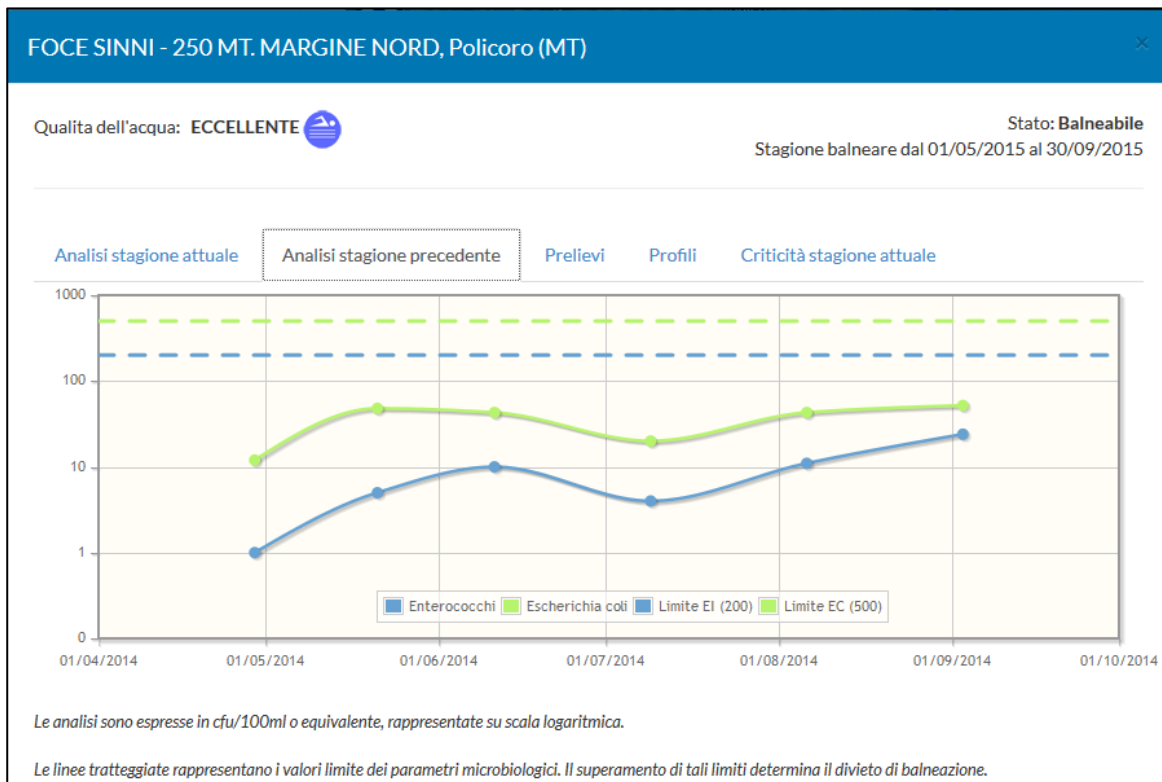 FOCE SINNI - 250 MT. MARGINE NORD, Policoro (MT)
×
Qualita dell'acqua: ECCELLENTE
Stato: Balneabile
Stagione balneare dal 01/05/2015 al 30/09/2015
Analisi stagione attuale Analisi stagione precedente Prelievi Profili Criticità stagione attuale
1000
100
10
1
0
Enterococchi Escherichia coli Limite EI (200) Limite EC (500)
01/04/2014 01/05/2014 01/06/2014 01/07/2014 01/08/2014 01/09/2014 01/10/2014
Le analisi sono espresse in cfu/100ml o equivalente, rappresentate su scala logaritmica.
Le linee tratteggiate rappresentano i valori limite dei parametri microbiologici. Il superamento di tali limiti determina il divieto di balneazione.